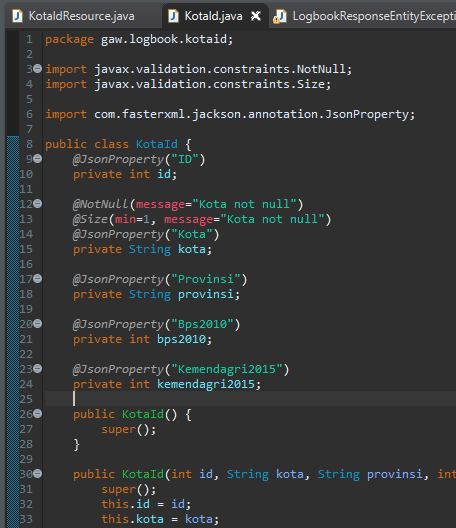 KotaIdResource.java KotaId.java LogbookResponseEntityExcepti
1 package gaw.logbook.kotaid;
2
3 import javax.validation.constraints.NotNull;
4 import javax.validation.constraints.Size;
5
6 import com.fasterxml.jackson.annotation.JsonProperty;
7
8 public class KotaId {
9 @JsonProperty("ID")
10 private int id;
11
12 @NotNull(message="Kota not null")
13 @Size(min=1, message="Kota not null")
14 @JsonProperty("Kota")
15 private String kota;
16
17 @JsonProperty("Provinsi")
18 private String provinsi;
19
20 @JsonProperty("Bps2010")
21 private int bps2010;
22
23 @JsonProperty("Kemendagri2015")
24 private int kemendagri2015;
25
26 public KotaId() {
27 super();
28 }
29
30 public KotaId(int id, String kota, String provinsi, int
31 super();
32 this.id = id;
33 this.kota = kota;